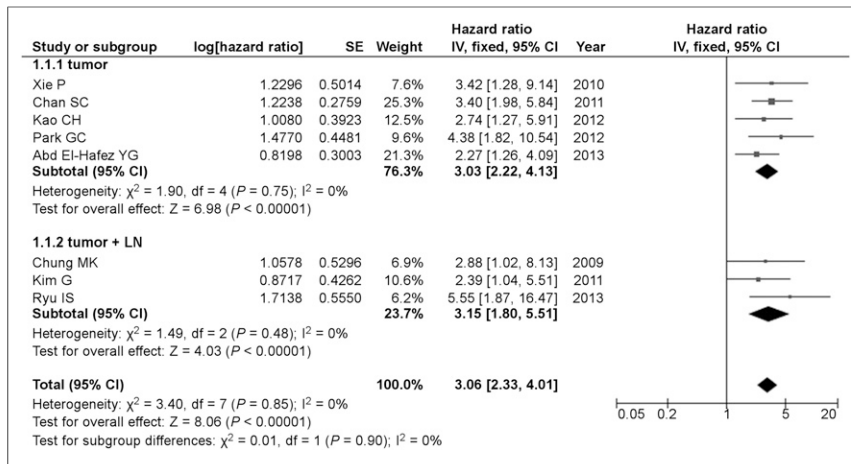 Hazard ratio Hazard ratio
Study or subgroup log[hazard ratio] SE Weight IV, fixed, 95% CI Year IV, fixed, 95% CI
1.1.1 tumor
Xie P 1.2296 0.5014 7.6% 3.42 [1.28, 9.14] 2010
Chan SC 1.2238 0.2759 25.3% 3.40 [1.98, 5.84] 2011
Kao CH 1.0080 0.3923 12.5% 2.74 [1.27, 5.91] 2012
Park GC 1.4770 0.4481 9.6% 4.38 [1.82, 10.54] 2012
Abd El-Hafez YG 0.8198 0.3003 21.3% 2.27 [1.26, 4.09] 2013
Subtotal (95% CI) 76.3% 3.03 [2.22, 4.13]
Heterogeneity: χ² = 1.90, df = 4 (P = 0.75); I² = 0%
Test for overall effect: Z = 6.98 (P < 0.00001)
1.1.2 tumor + LN
Chung MK 1.0578 0.5296 6.9% 2.88 [1.02, 8.13] 2009
Kim G 0.8717 0.4262 10.6% 2.39 [1.04, 5.51] 2011
Ryu IS 1.7138 0.5550 6.2% 5.55 [1.87, 16.47] 2013
Subtotal (95% CI) 23.7% 3.15 [1.80, 5.51]
Heterogeneity: χ² = 1.49, df = 2 (P = 0.48); I² = 0%
Test for overall effect: Z = 4.03 (P < 0.00001)
Total (95% CI) 100.0% 3.06 [2.33, 4.01]
Heterogeneity: χ² = 3.40, df = 7 (P = 0.85); I² = 0%
Test for overall effect: Z = 8.06 (P < 0.00001)
Test for subgroup differences: χ² = 0.01, df = 1 (P = 0.90); I² = 0%
0.05 0.2 1 5 20